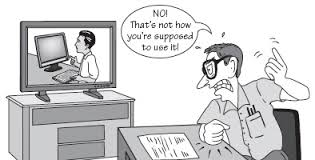 NO!
That's not how
you're supposed
to use it!